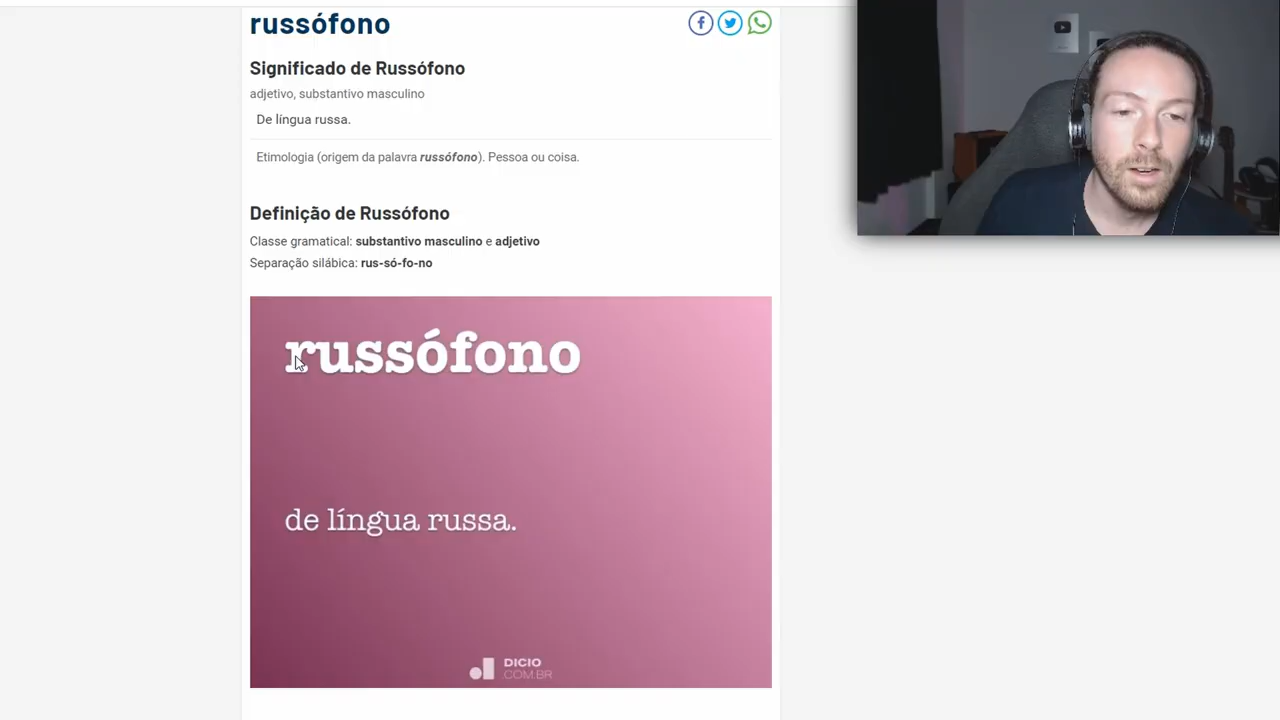 russófono
Significado de Russófono
adjetivo, substantivo masculino
De língua russa.
Etimologia (origem da palavra russófono). Pessoa ou coisa.
Definição de Russófono
Classe gramatical: substantivo masculino e adjetivo
Separação silábica: rus-só-fo-no
russófono
de língua russa.
DICIO
.COM.BR